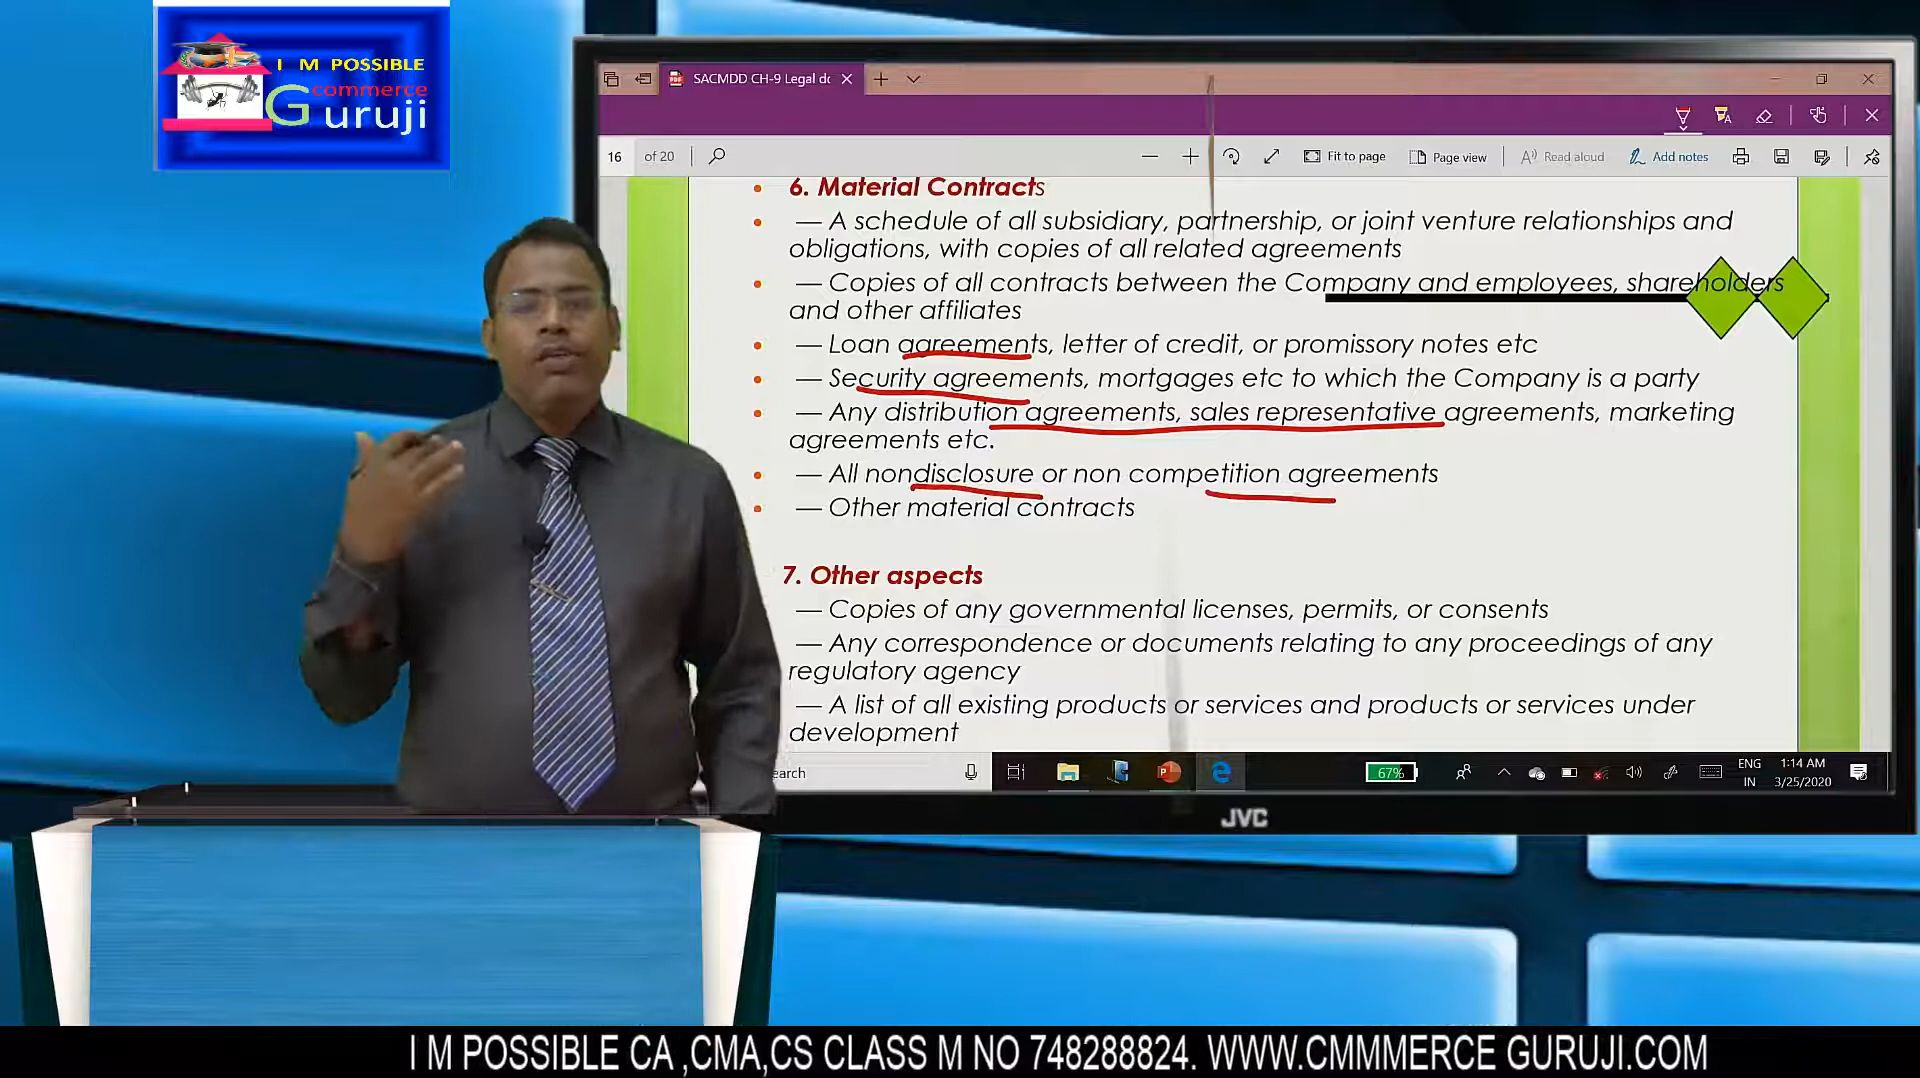 I M POSSIBLE
commerce
Guruji
SACMDD CH-9 Legal dc
16 of 20
Fit to page
Page view
Read aloud
Add notes
6. Material Contracts
— A schedule of all subsidiary, partnership, or joint venture relationships and
obligations, with copies of all related agreements
— Copies of all contracts between the Company and employees, shareholders
and other affiliates
— Loan agreements, letter of credit, or promissory notes etc
— Security agreements, mortgages etc to which the Company is a party
— Any distribution agreements, sales representative agreements, marketing
agreements etc.
— All nondisclosure or non competition agreements
— Other material contracts
7. Other aspects
— Copies of any governmental licenses, permits, or consents
— Any correspondence or documents relating to any proceedings of any
regulatory agency
— A list of all existing products or services and products or services under
development
earch
67%
ENG
IN
1:14 AM
3/25/2020
JVC
I M POSSIBLE CA ,CMA,CS CLASS M NO 748288824. WWW.CMMMERCE GURUJI.COM